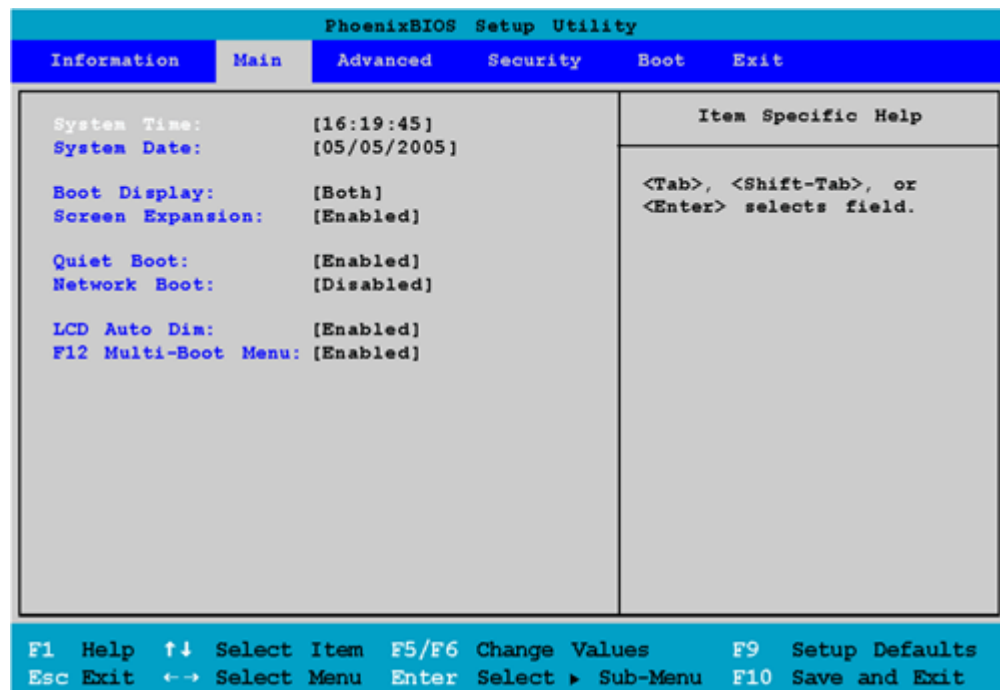 PhoenixBIOS Setup Utility
Information Main Advanced Security Boot Exit
System Time: [16:19:45]
System Date: [05/05/2005]
Boot Display: [Both]
Screen Expansion: [Enabled]
Quiet Boot: [Enabled]
Network Boot: [Disabled]
LCD Auto Dim: [Enabled]
F12 Multi-Boot Menu: [Enabled]
Item Specific Help
<Tab>, <Shift-Tab>, or
<Enter> selects field.
F1 Help ↑↓ Select Item F5/F6 Change Values F9 Setup Defaults
Esc Exit ←→ Select Menu Enter Select ▶ Sub-Menu F10 Save and Exit